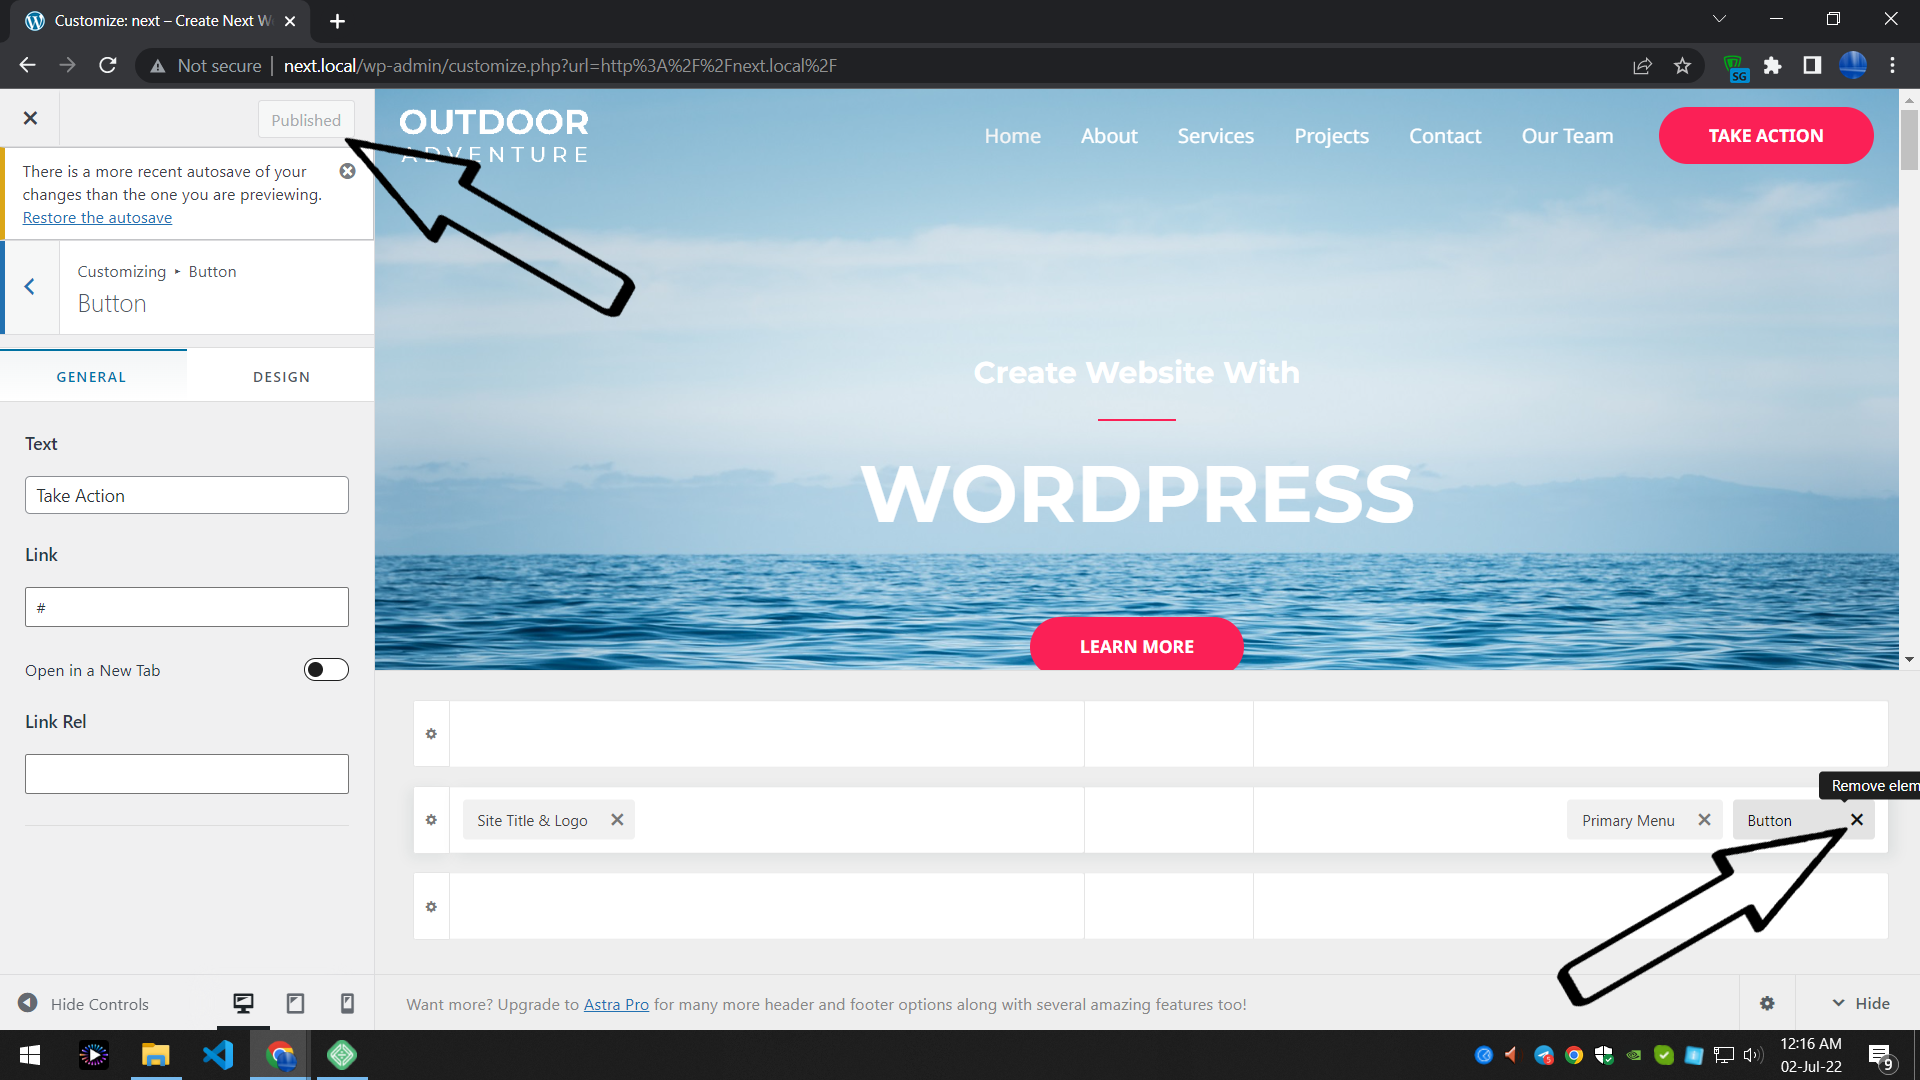 Customize: next – Create Next W
Not secure
next.local/wp-admin/customize.php?url=http%3A%2F%2Fnext.local%2F
SG
Published
There is a more recent autosave of your
changes than the one you are previewing.
Restore the autosave
Customizing ▸ Button
Button
GENERAL
DESIGN
Text
Take Action
Link
#
Open in a New Tab
Link Rel
OUTDOOR
ADVENTURE
Home
About
Services
Projects
Contact
Our Team
TAKE ACTION
Create Website With
WORDPRESS
LEARN MORE
Remove elem
Site Title & Logo
Primary Menu
Button
Hide Controls
Want more? Upgrade to Astra Pro for many more header and footer options along with several amazing features too!
Hide
12:16 AM
02-Jul-22
9